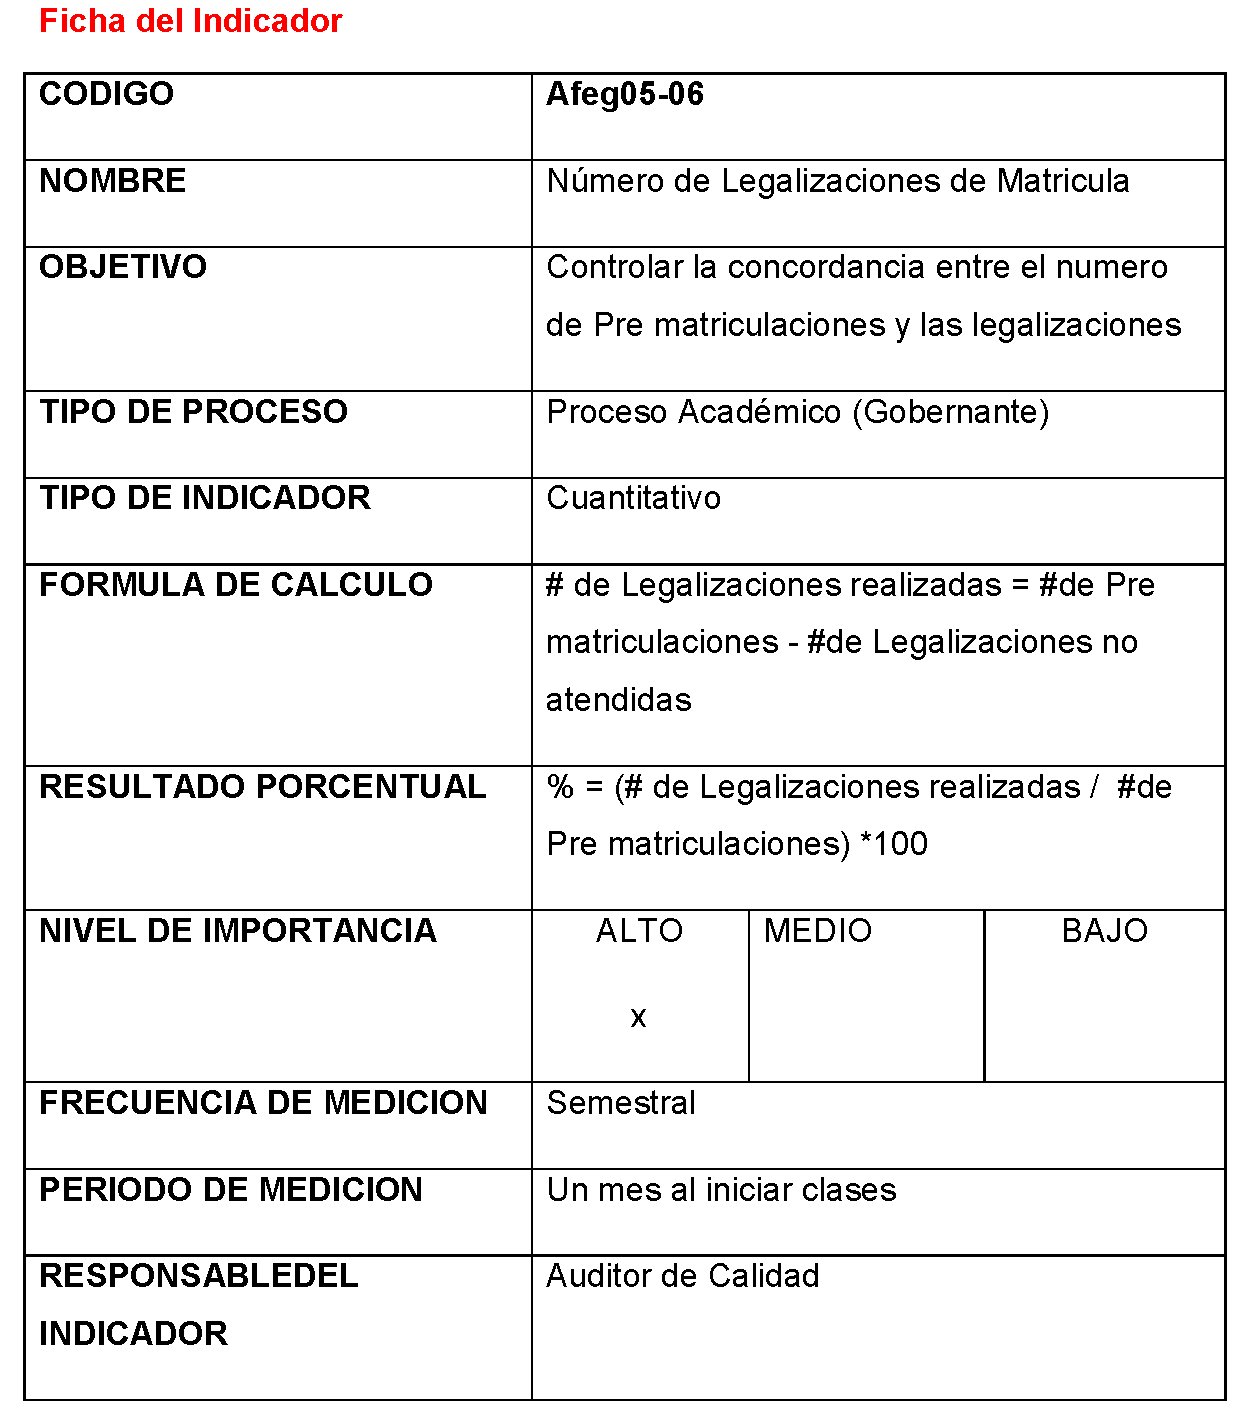 Ficha del Indicador
CODIGO
Afeg05-06
NOMBRE
Número de Legalizaciones de Matricula
OBJETIVO
Controlar la concordancia entre el numero
de Pre matriculaciones y las legalizaciones
TIPO DE PROCESO
Proceso Académico (Gobernante)
TIPO DE INDICADOR
Cuantitativo
FORMULA DE CALCULO
# de Legalizaciones realizadas = #de Pre
matriculaciones - #de Legalizaciones no
atendidas
RESULTADO PORCENTUAL
% = (# de Legalizaciones realizadas /  #de
Pre matriculaciones) *100
NIVEL DE IMPORTANCIA
ALTO
MEDIO
BAJO
x
FRECUENCIA DE MEDICION
Semestral
PERIODO DE MEDICION
Un mes al iniciar clases
RESPONSABLEDEL
INDICADOR
Auditor de Calidad